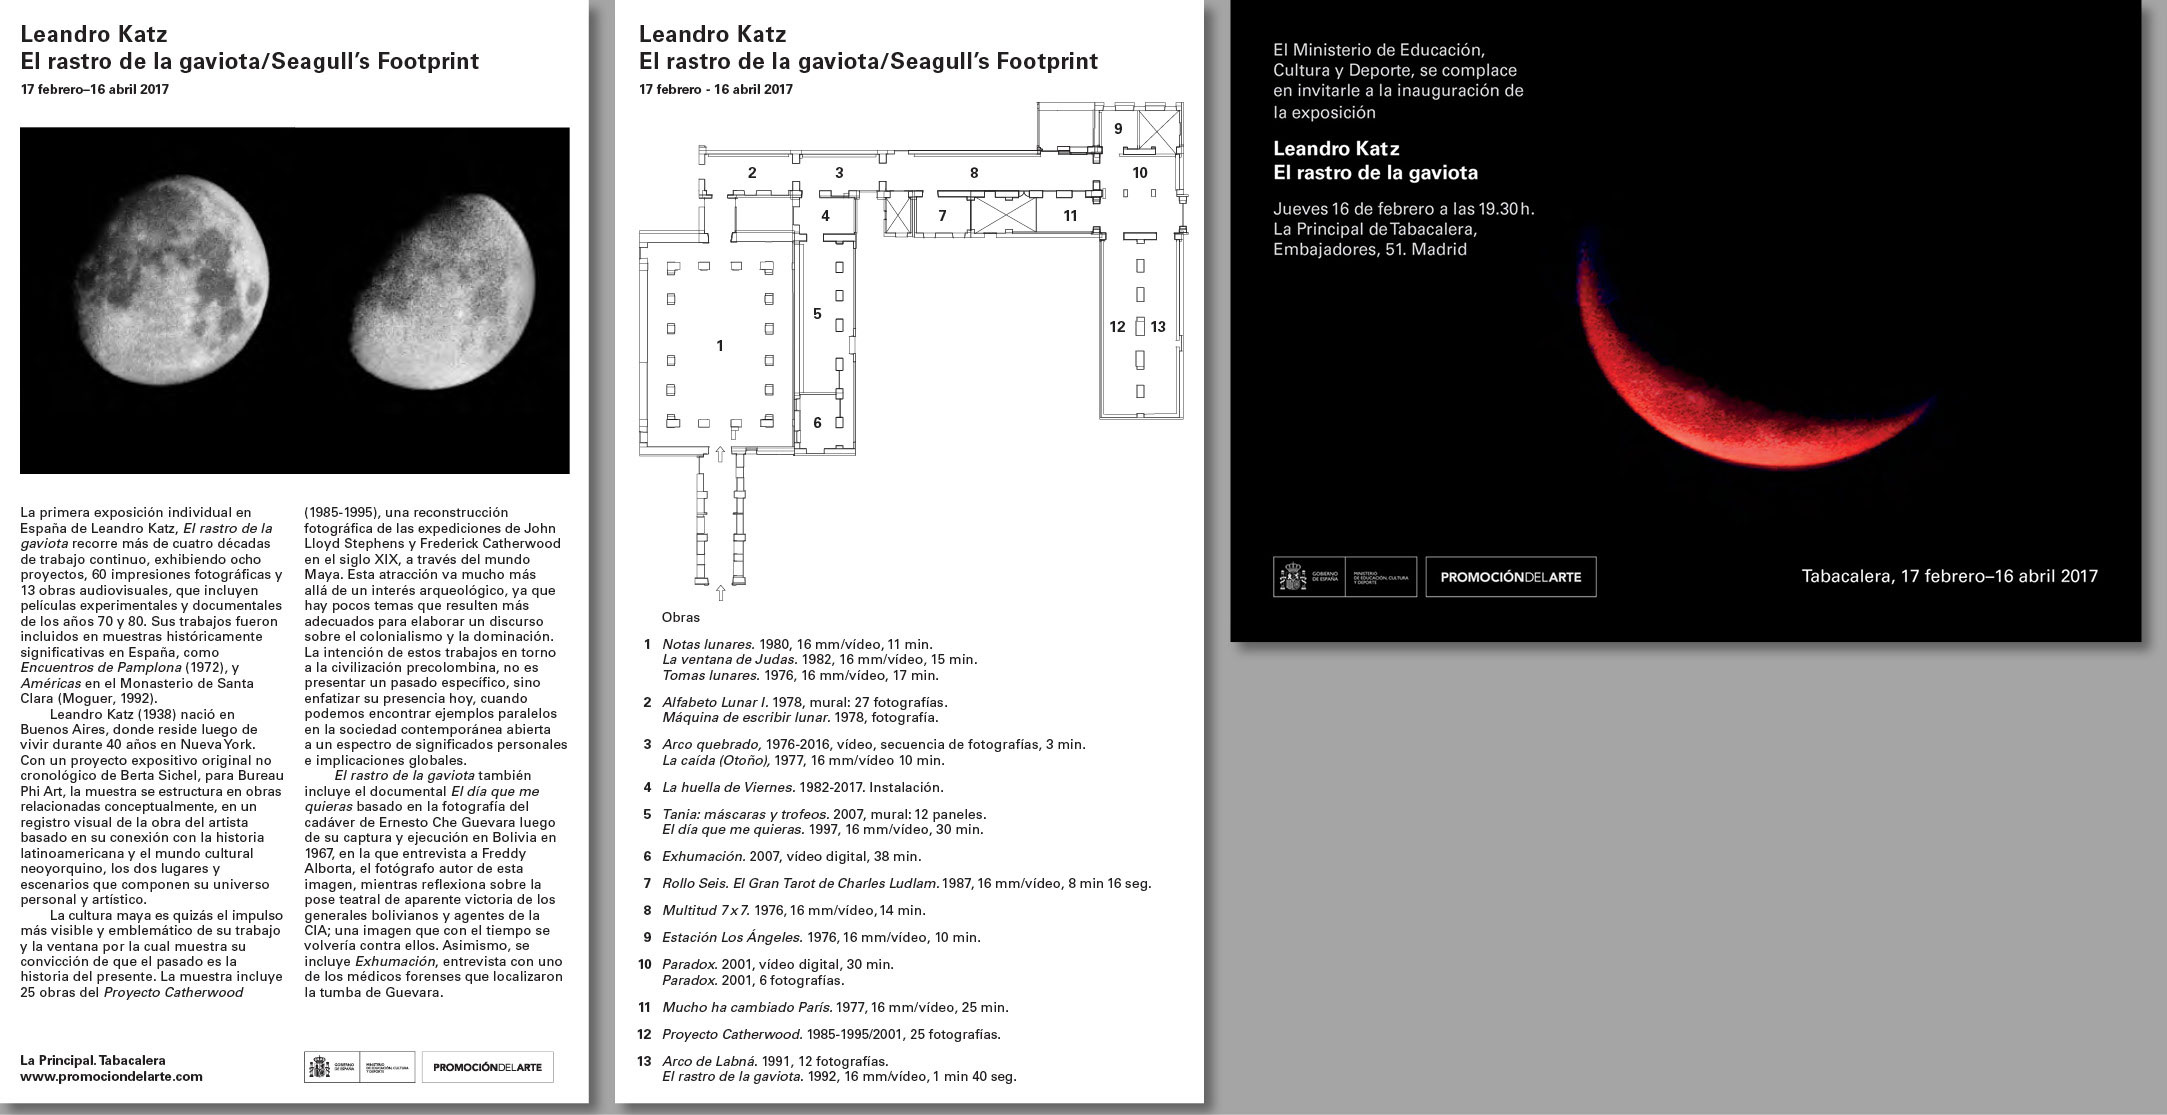 Leandro Katz
El rastro de la gaviota/Seagull's Footprint
17 febrero–16 abril 2017
La primera exposición individual en
España de Leandro Katz, El rastro de la
gaviota recorre más de cuatro décadas
de trabajo continuo, exhibiendo ocho
proyectos, 60 impresiones fotográficas y
13 obras audiovisuales, que incluyen
películas experimentales y documentales
de los años 70 y 80. Sus trabajos fueron
incluidos en muestras históricamente
significativas en España, como
Encuentros de Pamplona (1972), y
Américas en el Monasterio de Santa
Clara (Moguer, 1992).
Leandro Katz (1938) nació en
Buenos Aires, donde reside luego de
vivir durante 40 años en Nueva York.
Con un proyecto expositivo original no
cronológico de Berta Sichel, para Bureau
Phi Art, la muestra se estructura en obras
relacionadas conceptualmente, en un
registro visual de la obra del artista
basado en su conexión con la historia
latinoamericana y el mundo cultural
neoyorquino, los dos lugares y
escenarios que componen su universo
personal y artístico.
La cultura maya es quizás el impulso
más visible y emblemático de su trabajo
y la ventana por la cual muestra su
convicción de que el pasado es la
historia del presente. La muestra incluye
25 obras del Proyecto Catherwood
(1985-1995), una reconstrucción
fotográfica de las expediciones de John
Lloyd Stephens y Frederick Catherwood
en el siglo XIX, a través del mundo
Maya. Esta atracción va mucho más
allá de un interés arqueológico, ya que
hay pocos temas que resulten más
adecuados para elaborar un discurso
sobre el colonialismo y la dominación.
La intención de estos trabajos en torno
a la civilización precolombina, no es
presentar un pasado específico, sino
enfatizar su presencia hoy, cuando
podemos encontrar ejemplos paralelos
en la sociedad contemporánea abierta
a un espectro de significados personales
e implicaciones globales.
El rastro de la gaviota también
incluye el documental El día que me
quieras basado en la fotografía del
cadáver de Ernesto Che Guevara luego
de su captura y ejecución en Bolivia en
1967, en la que entrevista a Freddy
Alborta, el fotógrafo autor de esta
imagen, mientras reflexiona sobre la
pose teatral de aparente victoria de los
generales bolivianos y agentes de la
CIA; una imagen que con el tiempo se
volvería contra ellos. Asimismo, se
incluye Exhumación, entrevista con uno
de los médicos forenses que localizaron
la tumba de Guevara.
La Principal. Tabacalera
www.promociondelarte.com
GOBIERNO
DE ESPAÑA
MINISTERIO
DE EDUCACIÓN, CULTURA
Y DEPORTE
PROMOCIÓNDELARTE
Leandro Katz
El rastro de la gaviota/Seagull's Footprint
17 febrero - 16 abril 2017
9
2 3 8 10
4 7 11
5
12 13
1
6
Obras
1 Notas lunares. 1980, 16 mm/vídeo, 11 min.
La ventana de Judas. 1982, 16 mm/vídeo, 15 min.
Tomas lunares. 1976, 16 mm/vídeo, 17 min.
2 Alfabeto Lunar I. 1978, mural: 27 fotografías.
Máquina de escribir lunar. 1978, fotografía.
3 Arco quebrado, 1976-2016, vídeo, secuencia de fotografías, 3 min.
La caída (Otoño), 1977, 16 mm/vídeo 10 min.
4 La huella de Viernes. 1982-2017. Instalación.
5 Tania: máscaras y trofeos. 2007, mural: 12 paneles.
El día que me quieras. 1997, 16 mm/vídeo, 30 min.
6 Exhumación. 2007, vídeo digital, 38 min.
7 Rollo Seis. El Gran Tarot de Charles Ludlam. 1987, 16 mm/vídeo, 8 min 16 seg.
8 Multitud 7 x 7. 1976, 16 mm/vídeo, 14 min.
9 Estación Los Ángeles. 1976, 16 mm/vídeo, 10 min.
10 Paradox. 2001, vídeo digital, 30 min.
Paradox. 2001, 6 fotografías.
11 Mucho ha cambiado París. 1977, 16 mm/vídeo, 25 min.
12 Proyecto Catherwood. 1985-1995/2001, 25 fotografías.
13 Arco de Labná. 1991, 12 fotografías.
El rastro de la gaviota. 1992, 16 mm/vídeo, 1 min 40 seg.
El Ministerio de Educación,
Cultura y Deporte, se complace
en invitarle a la inauguración de
la exposición
Leandro Katz
El rastro de la gaviota
Jueves 16 de febrero a las 19.30 h.
La Principal de Tabacalera,
Embajadores, 51. Madrid
GOBIERNO
DE ESPAÑA
MINISTERIO
DE EDUCACIÓN, CULTURA
Y DEPORTE
PROMOCIÓNDELARTE
Tabacalera, 17 febrero–16 abril 2017